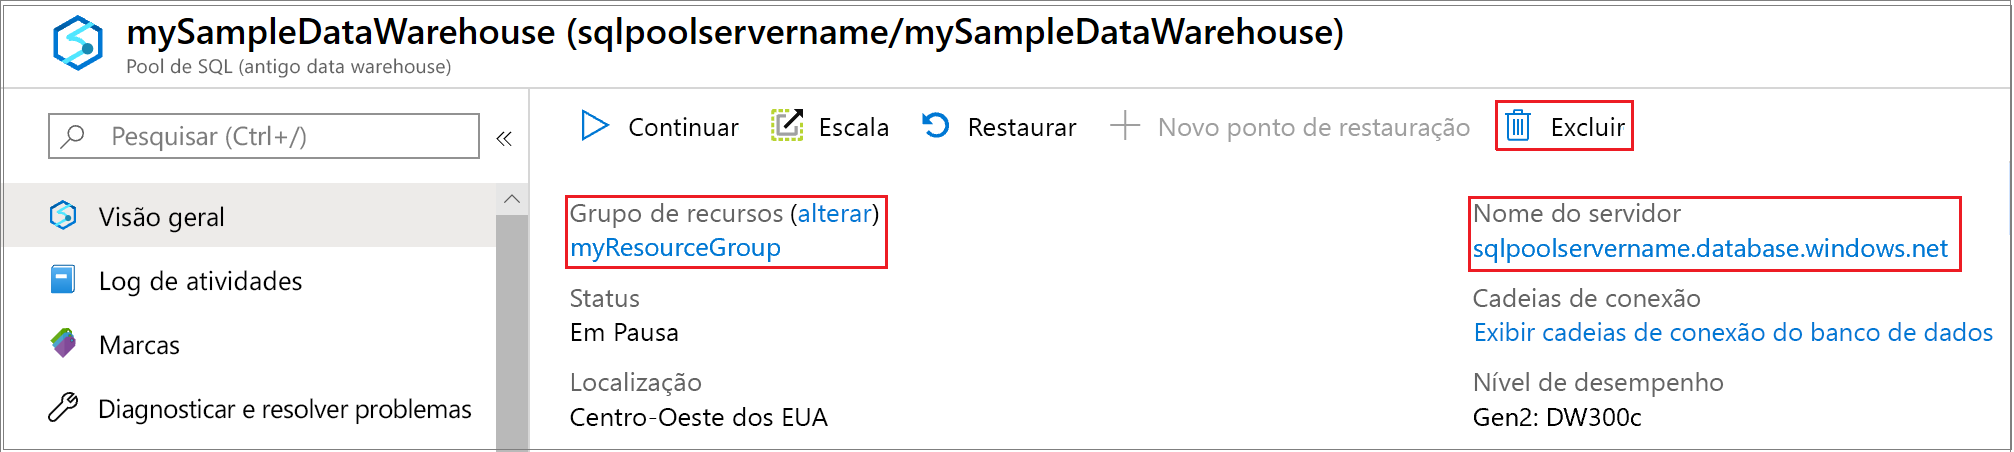 mySampleDataWarehouse (sqlpoolservername/mySampleDataWarehouse)
Pool de SQL (antigo data warehouse)
Pesquisar (Ctrl+/)
«
Continuar
Escala
Restaurar
Novo ponto de restauração
Excluir
Visão geral
Log de atividades
Marcas
Diagnosticar e resolver problemas
Grupo de recursos (alterar)
myResourceGroup
Status
Em Pausa
Localização
Centro-Oeste dos EUA
Nome do servidor
sqlpoolservername.database.windows.net
Cadeias de conexão
Exibir cadeias de conexão do banco de dados
Nível de desempenho
Gen2: DW300c